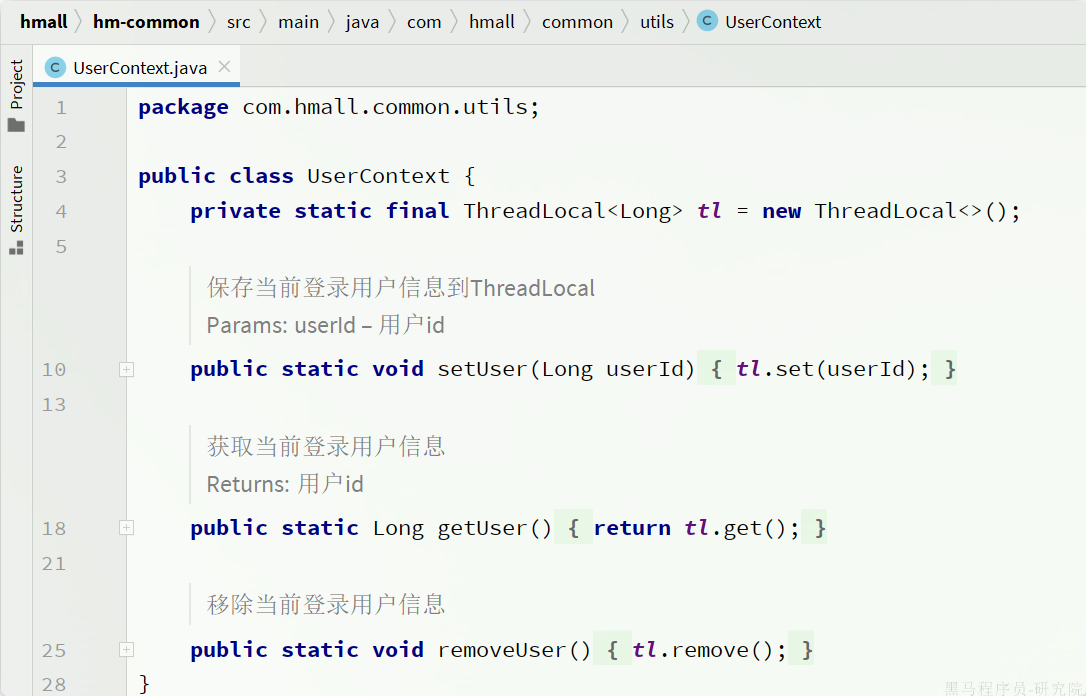 hmall hm-common src main java com hmall common utils C UserContext
C UserContext.java
Project
Structure
1 package com.hmall.common.utils;
2
3 public class UserContext {
4 private static final ThreadLocal<Long> tl = new ThreadLocal<>();
5
保存当前登录用户信息到ThreadLocal
Params: userId – 用户id
10 public static void setUser(Long userId) { tl.set(userId); }
13
获取当前登录用户信息
Returns: 用户id
18 public static Long getUser() { return tl.get(); }
21
移除当前登录用户信息
25 public static void removeUser() { tl.remove(); }
28 }
黑马程序员-研究院